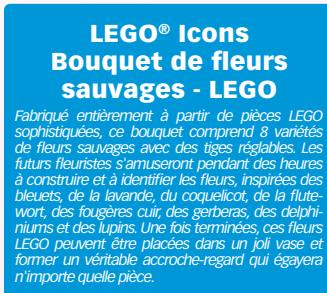 LEGO® Icons
Bouquet de fleurs
sauvages - LEGO
Fabriqué entièrement à partir de pièces LEGO
sophistiquées, ce bouquet comprend 8 variétés
de fleurs sauvages avec des tiges réglables. Les
futurs fleuristes s'amuseront pendant des heures
à construire et à identifier les fleurs, inspirées des
bleuets, de la lavande, du coquelicot, de la flute-
wort, des fougères cuir, des gerberas, des delphi-
niums et des lupins. Une fois terminées, ces fleurs
LEGO peuvent être placées dans un joli vase et
former un véritable accroche-regard qui égayera
n'importe quelle pièce.